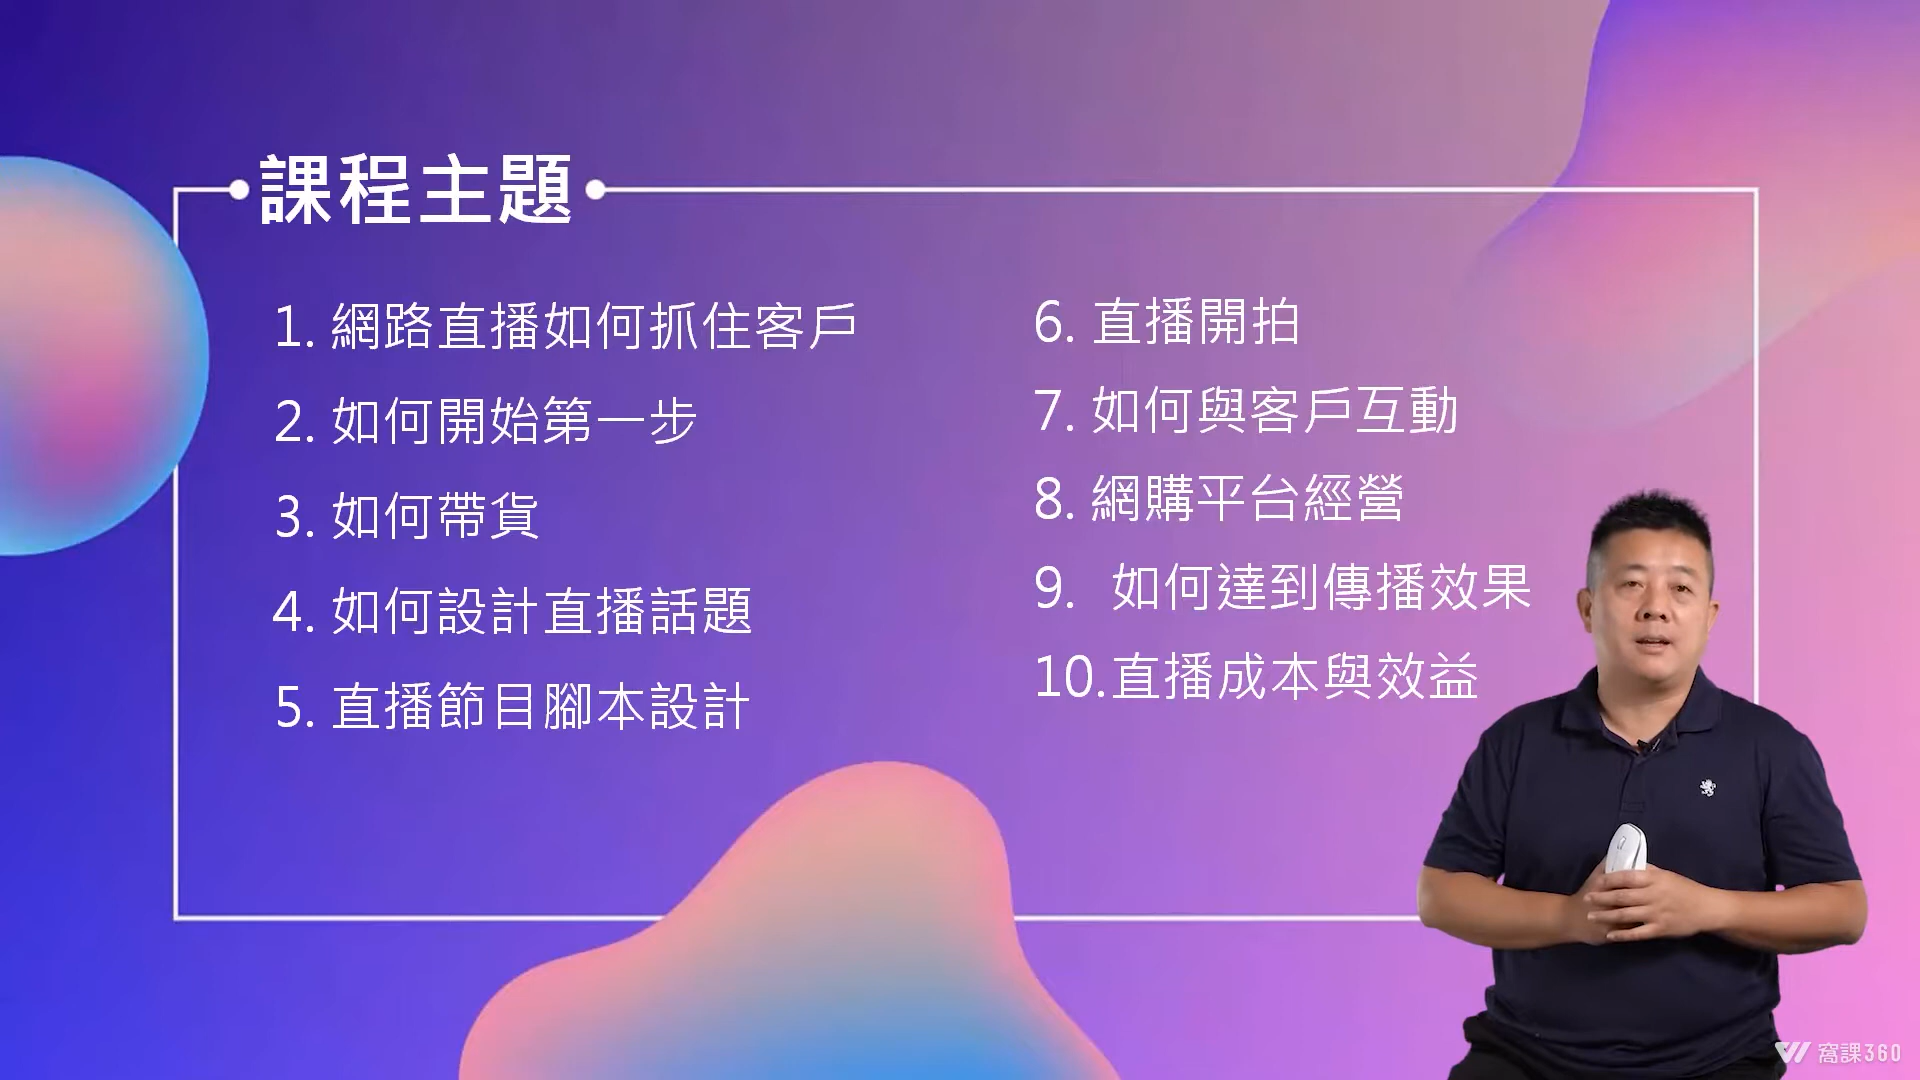 課程主題
1. 網路直播如何抓住客戶
2. 如何開始第一步
3. 如何帶貨
4. 如何設計直播話題
5. 直播節目腳本設計
6. 直播開拍
7. 如何與客戶互動
8. 網購平台經營
9. 如何達到傳播效果
10.直播成本與效益
窩課360